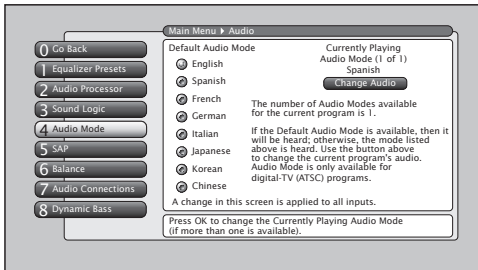 Main Menu ▸ Audio
0 Go Back
1 Equalizer Presets
2 Audio Processor
3 Sound Logic
4 Audio Mode
5 SAP
6 Balance
7 Audio Connections
8 Dynamic Bass
Default Audio Mode
English
Spanish
French
German
Italian
Japanese
Korean
Chinese
Currently Playing
Audio Mode (1 of 1)
Spanish
Change Audio
The number of Audio Modes available
for the current program is 1.
If the Default Audio Mode is available, then it
will be heard; otherwise, the mode listed
above is heard. Use the button above
to change the current program's audio.
Audio Mode is only available for
digital-TV (ATSC) programs.
A change in this screen is applied to all inputs.
Press OK to change the Currently Playing Audio Mode
(if more than one is available).